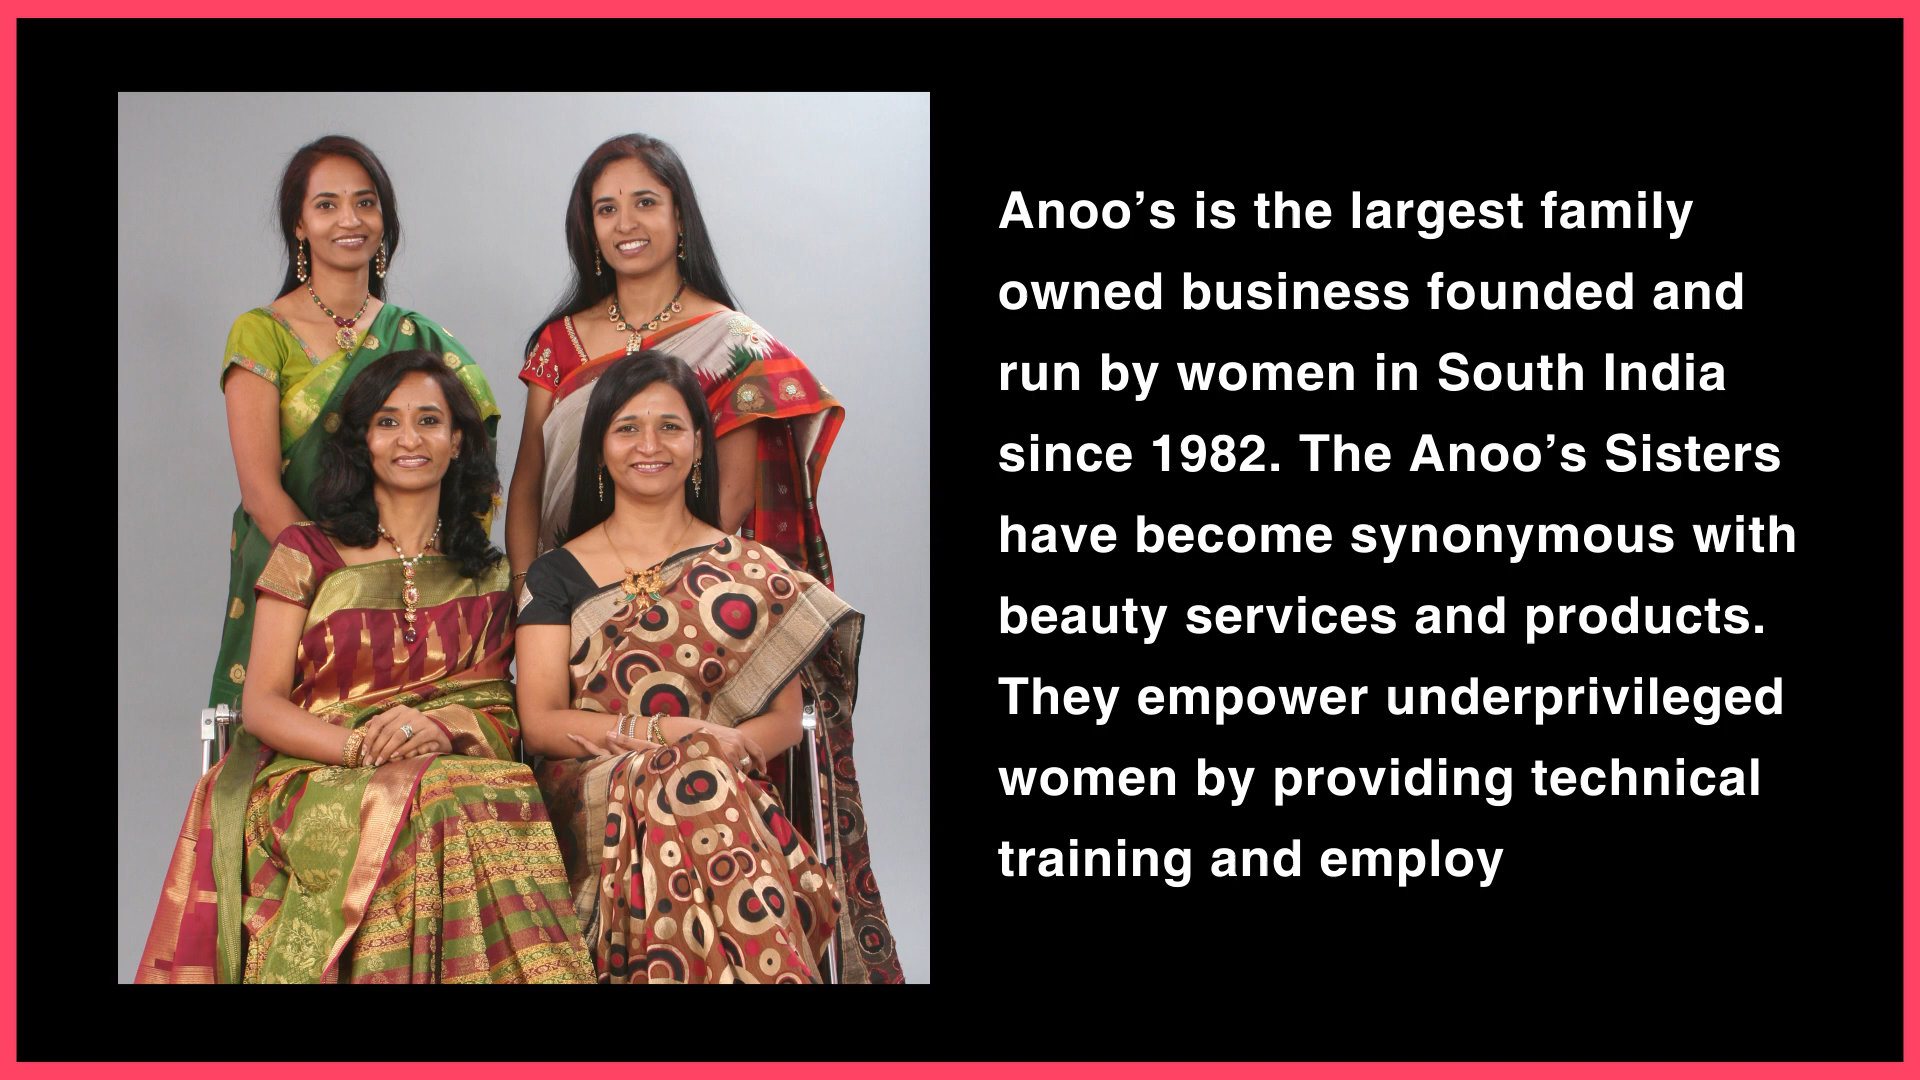 Anoo’s is the largest family
owned business founded and
run by women in South India
since 1982. The Anoo’s Sisters
have become synonymous with
beauty services and products.
They empower underprivileged
women by providing technical
training and employ